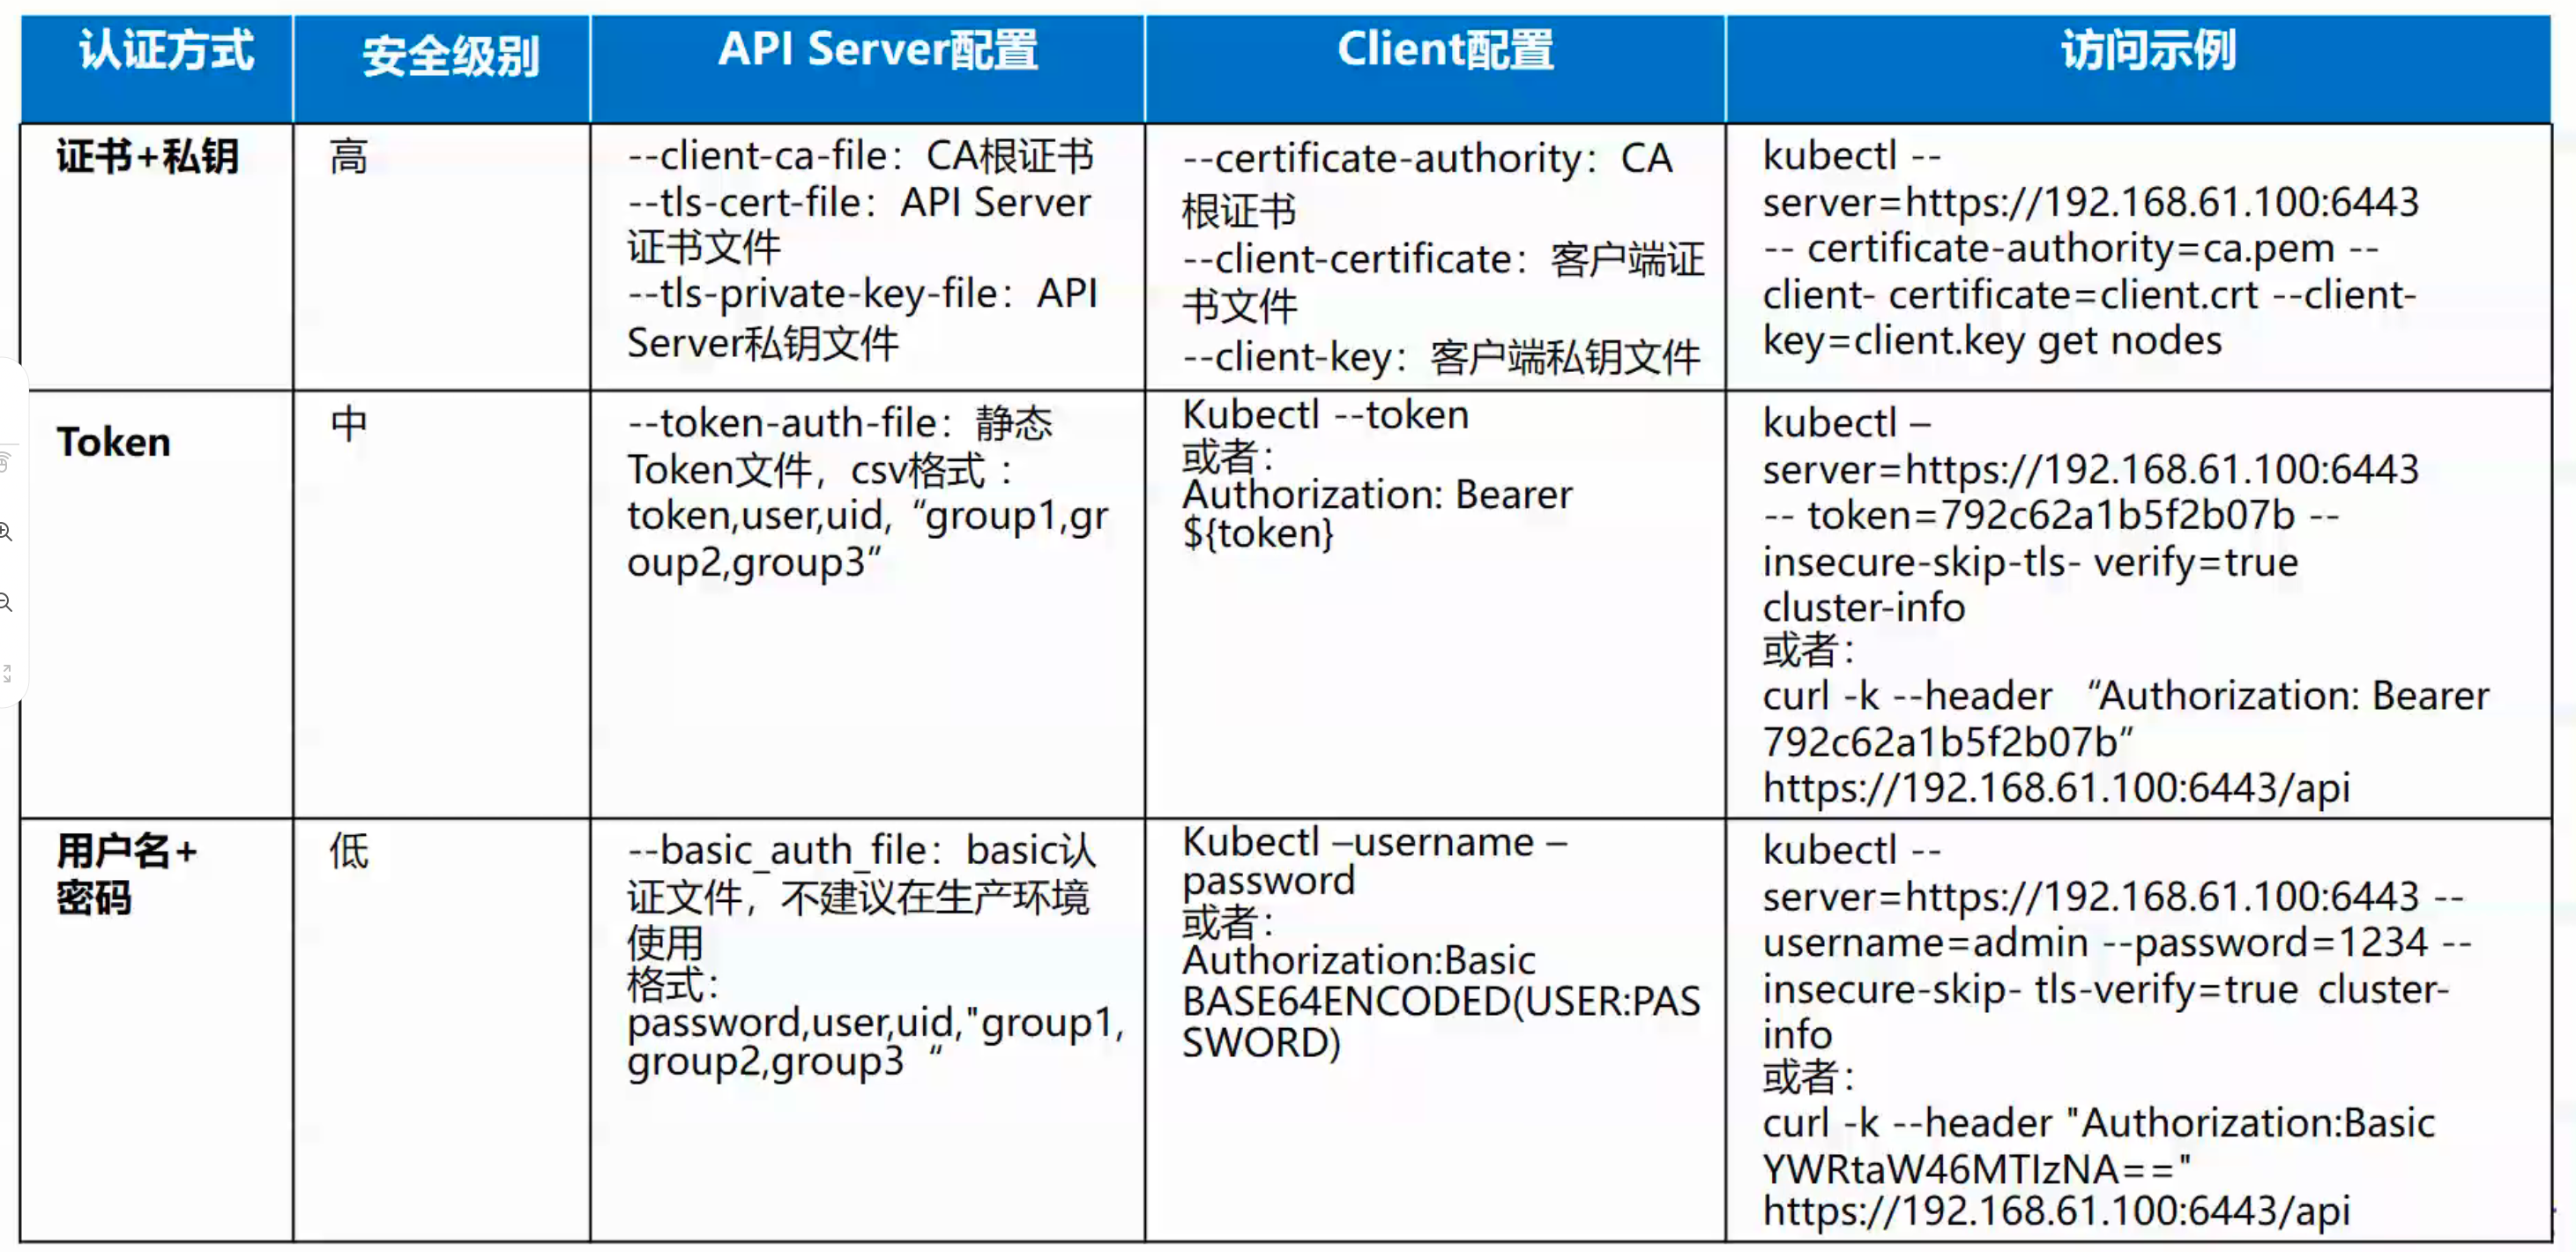 认证方式
安全级别
API Server配置
Client配置
访问示例
证书+私钥
高
--client-ca-file：CA根证书
--tls-cert-file：API Server
证书文件
--tls-private-key-file：API
Server私钥文件
--certificate-authority：CA
根证书
--client-certificate：客户端证
书文件
--client-key：客户端私钥文件
kubectl --
server=https://192.168.61.100:6443
-- certificate-authority=ca.pem --
client- certificate=client.crt --client-
key=client.key get nodes
Token
中
--token-auth-file：静态
Token文件，csv格式：
token,user,uid,“group1,gr
oup2,group3”
Kubectl --token
或者：
Authorization: Bearer
${token}
kubectl –
server=https://192.168.61.100:6443
-- token=792c62a1b5f2b07b --
insecure-skip-tls- verify=true
cluster-info
或者：
curl -k --header “Authorization: Bearer
792c62a1b5f2b07b”
https://192.168.61.100:6443/api
用户名+
密码
低
--basic_auth_file：basic认
证文件，不建议在生产环境
使用
格式：
password,user,uid,"group1,
group2,group3 “
Kubectl –username –
password
或者：
Authorization:Basic
BASE64ENCODED(USER:PAS
SWORD)
kubectl --
server=https://192.168.61.100:6443 --
username=admin --password=1234 --
insecure-skip- tls-verify=true cluster-
info
或者：
curl -k --header "Authorization:Basic
YWRtaW46MTIzNA=="
https://192.168.61.100:6443/api